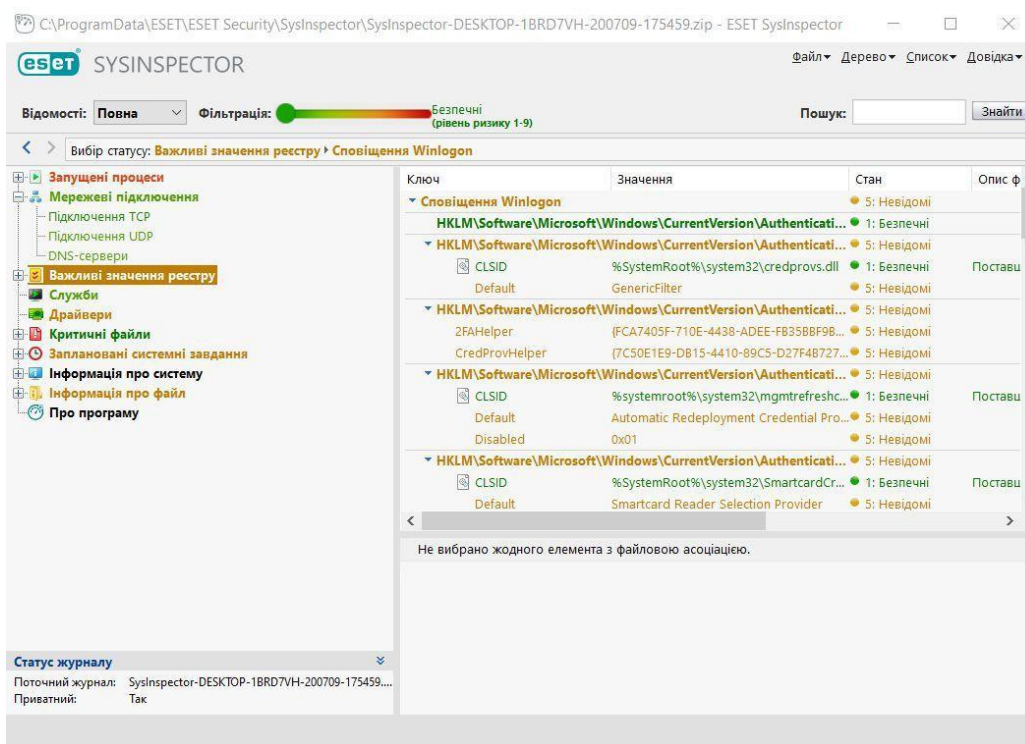 C:\ProgramData\ESET\ESET Security\SysInspector\SysInspector-DESKTOP-1BRD7VH-200709-175459.zip - ESET SysInspector
eset SYSINSPECTOR
Файл Дерево Список Довідка
Відомості: Повна Фільтрація: Безпечні
(рівень ризику 1-9)
Пошук: Знайти
Вибір статусу: Важливі значення реєстру Сповіщення Winlogon
Запущені процеси
Мережеві підключення
Підключення TCP
Підключення UDP
DNS-сервери
Важливі значення реєстру
Служби
Драйвери
Критичні файли
Заплановані системні завдання
Інформація про систему
Інформація про файл
Про програму
Ключ Значення Стан Опис ф
Сповіщення Winlogon 5: Невідомі
HKLM\Software\Microsoft\Windows\CurrentVersion\Authenticati... 1: Безпечні
HKLM\Software\Microsoft\Windows\CurrentVersion\Authenticati... 5: Невідомі
CLSID %SystemRoot%\system32\credprovs.dll 1: Безпечні Поставц
Default GenericFilter 5: Невідомі
HKLM\Software\Microsoft\Windows\CurrentVersion\Authenticati... 5: Невідомі
2FAHelper {FCA7405F-710E-4438-ADEE-FB35BBF9B... 5: Невідомі
CredProvHelper {7C50E1E9-DB15-4410-89C5-D27F4B727... 5: Невідомі
HKLM\Software\Microsoft\Windows\CurrentVersion\Authenticati... 5: Невідомі
CLSID %systemroot%\system32\mgmtrefreshc... 1: Безпечні Поставц
Default Automatic Redeployment Credential Pro... 5: Невідомі
Disabled 0x01 5: Невідомі
HKLM\Software\Microsoft\Windows\CurrentVersion\Authenticati... 5: Невідомі
CLSID %SystemRoot%\system32\SmartcardCr... 1: Безпечні Поставц
Default Smartcard Reader Selection Provider 5: Невідомі
Не вибрано жодного елемента з файловою асоціацією.
Статус журналу
Поточний журнал: SysInspector-DESKTOP-1BRD7VH-200709-175459....
Приватний: Так